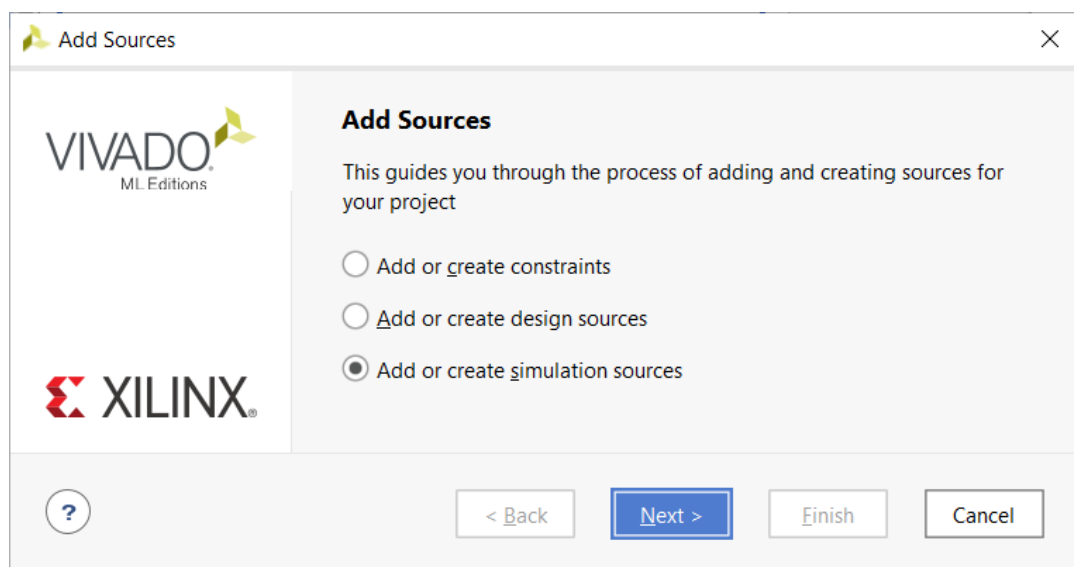 Add Sources
VIVADO.
ML Editions
XILINX®
Add Sources
This guides you through the process of adding and creating sources for
your project
Add or create constraints
Add or create design sources
Add or create simulation sources
?
< Back
Next >
Finish
Cancel